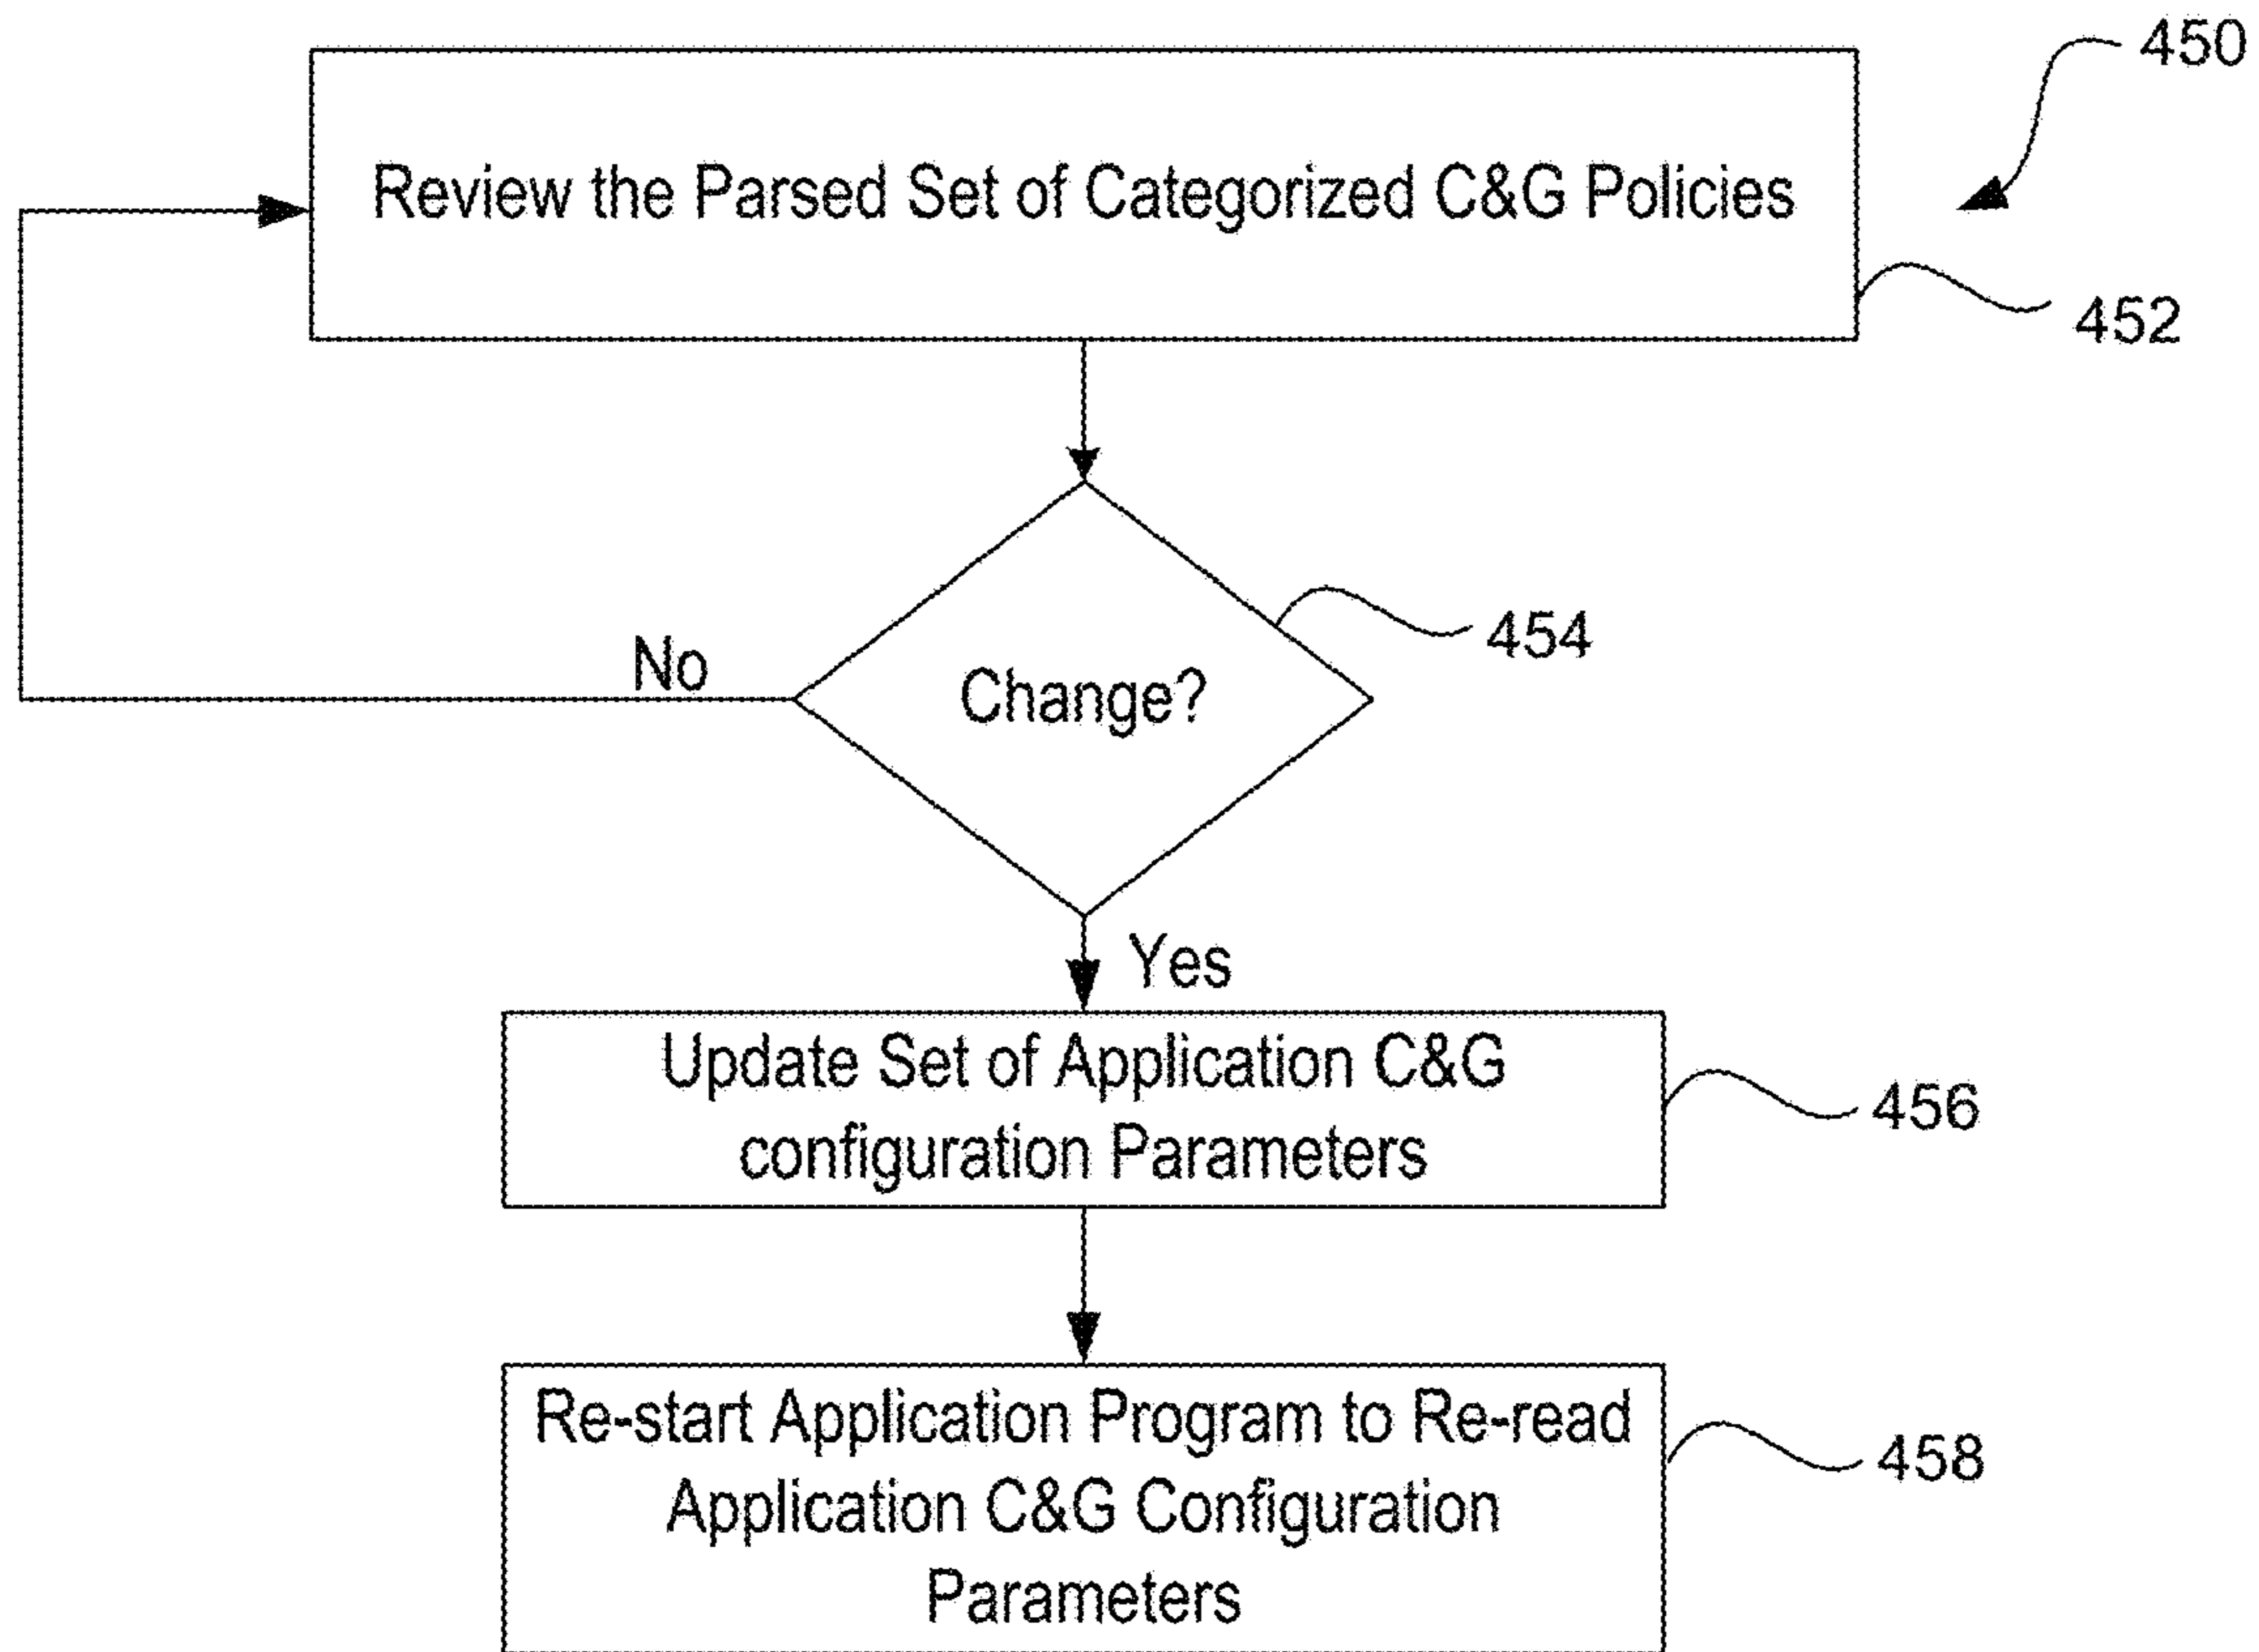 450
Review the Parsed Set of Categorized C&G Policies
452
454
Change?
No
Yes
Update Set of Application C&G
configuration Parameters
456
Re-start Application Program to Re-read
Application C&G Configuration
Parameters
458